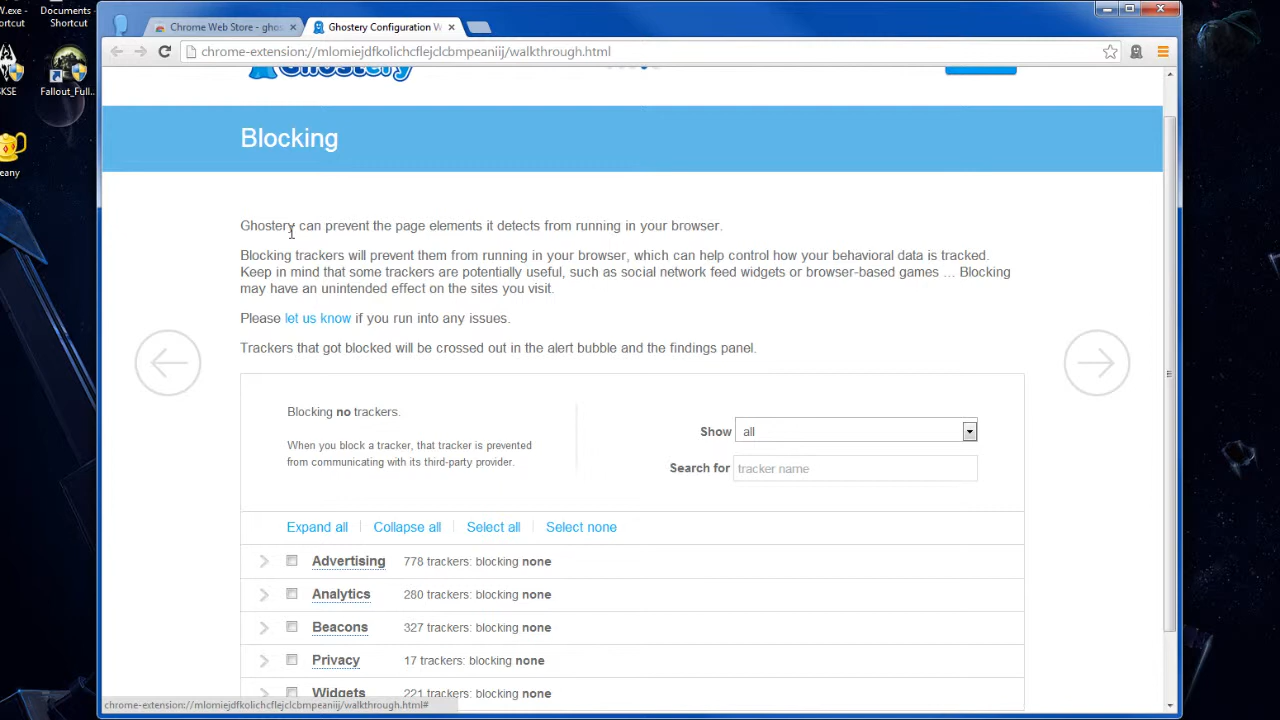 W.exe -
ortcut
Documents -
Shortcut
SKSE
Fallout_Full...
eany
Chrome Web Store - ghos
Ghostery Configuration W
chrome-extension://mlomiejdfkolichcflejclcbmpeaniij/walkthrough.html
Ghostery
Blocking
Ghostery can prevent the page elements it detects from running in your browser.
Blocking trackers will prevent them from running in your browser, which can help control how your behavioral data is tracked.
Keep in mind that some trackers are potentially useful, such as social network feed widgets or browser-based games ... Blocking
may have an unintended effect on the sites you visit.
Please let us know if you run into any issues.
Trackers that got blocked will be crossed out in the alert bubble and the findings panel.
Blocking no trackers.
When you block a tracker, that tracker is prevented
from communicating with its third-party provider.
Show all
Search for tracker name
Expand all Collapse all Select all Select none
Advertising 778 trackers: blocking none
Analytics 280 trackers: blocking none
Beacons 327 trackers: blocking none
Privacy 17 trackers: blocking none
Widgets 221 trackers: blocking none
chrome-extension://mlomiejdfkolichcflejclcbmpeaniij/walkthrough.html#